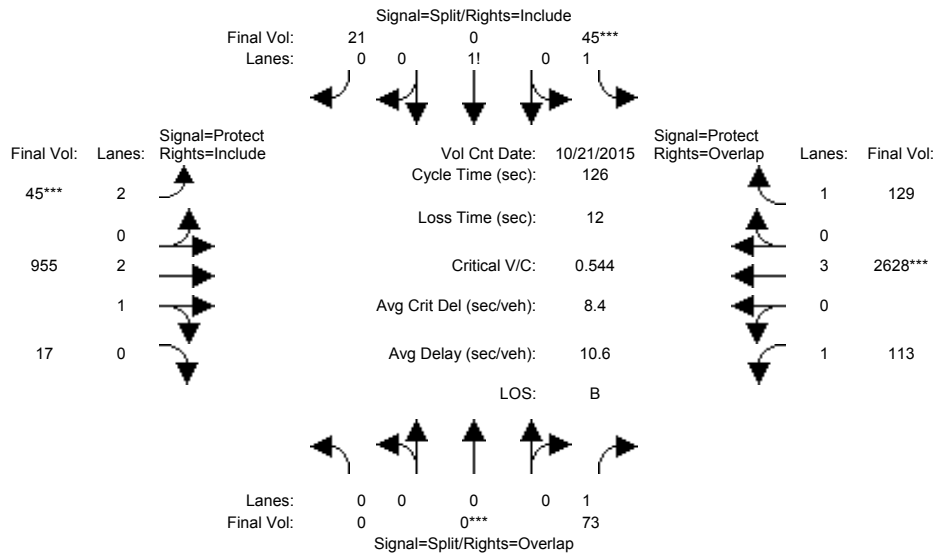 Signal=Split/Rights=Include
Final Vol: 21 0 45***
Lanes: 0 0 1! 0 1
Signal=Protect Signal=Protect
Final Vol: Lanes: Rights=Include Vol Cnt Date: 10/21/2015 Rights=Overlap Lanes: Final Vol:
Cycle Time (sec): 126
45*** 2 1 129
Loss Time (sec): 12
0 0
955 2 Critical V/C: 0.544 3 2628***
1 Avg Crit Del (sec/veh): 8.4 0
17 0 Avg Delay (sec/veh): 10.6 1 113
LOS: B
Lanes: 0 0 0 0 1
Final Vol: 0 0*** 73
Signal=Split/Rights=Overlap